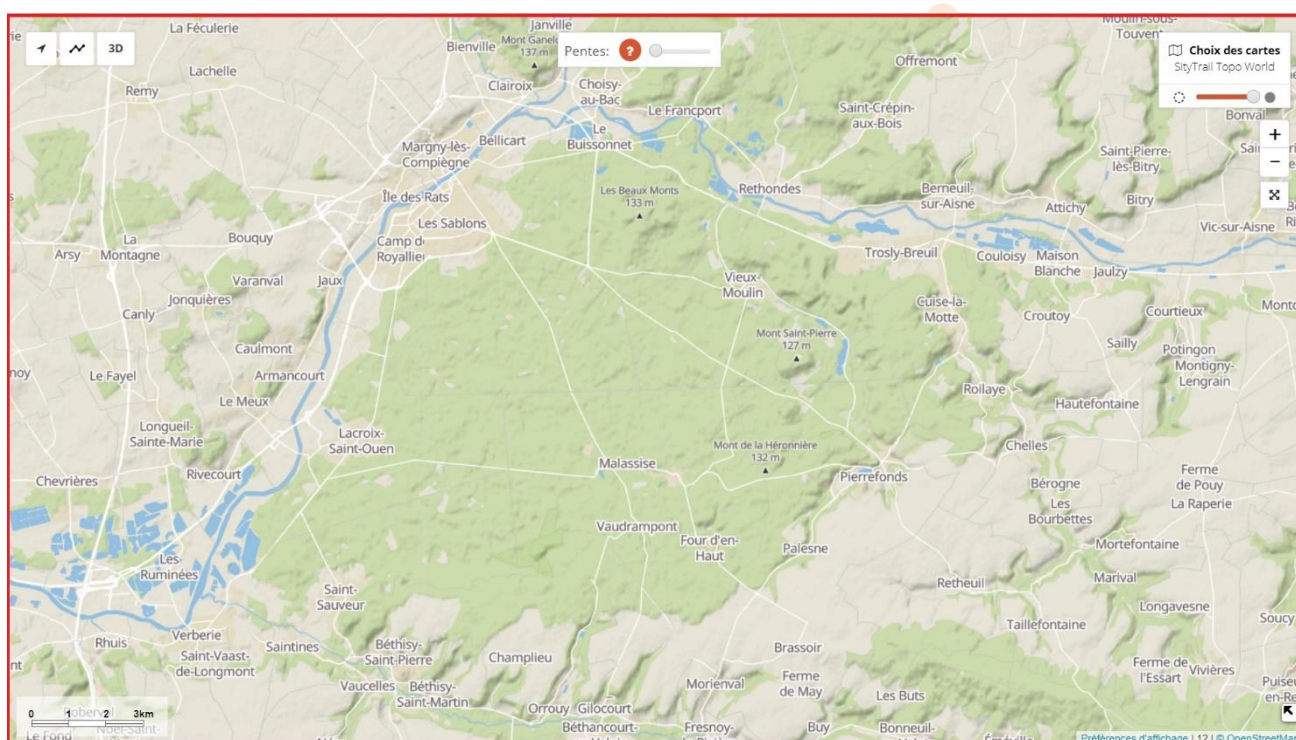 La Féculerie
Janville
Moulin-sous-
Touvent
Mont Ganel
137 m
Bienville
3D
Pentes:
?
Offremont
Choix des cartes
SityTrail Topo World
Lachelle
Remy
Clairoix
Choisy-
au-Bac
Le Francport
Saint-Crépin-
aux-Bois
Bonval
+
−
Margny-lès-
Compiègne
Bellicart
Le
Buissonnet
Saint-Pierre-
lès-Bitry
Île des Rats
Les Beaux Monts
133 m
Rethondes
Berneuil-
sur-Aisne
Attichy
Bitry
Les Sablons
Vic-sur-Aisne
La
Montagne
Arsy
Bouquy
Camp de
Royallieu
Trosly-Breuil
Couloisy
Maison
Blanche
Jaulzy
Varanval
Jaux
Vieux-
Moulin
Jonquières
Canly
Cuise-la-
Motte
Croutoy
Courtieux
Caulmont
Mont Saint-Pierre
127 m
Sailly
Potingon
Montigny-
Lengrain
Le Fayel
Armancourt
Le Meux
Roilaye
Hautefontaine
Longueil-
Sainte-Marie
Lacroix-
Saint-Ouen
Mont de la Héronnière
132 m
Chelles
Chevrières
Rivecourt
Malassise
Pierrefonds
Bérogne
Ferme
de Pouy
La Raperie
Les
Bourbettes
Vaudrampont
Four d'en-
Haut
Palesne
Mortefontaine
Les
Ruminées
Retheuil
Marival
Saint-
Sauveur
Longavesne
Soucy
Taillefontaine
Rhuis
Verberie
Saint-Vaast-
de-Longmont
Saintines
Béthisy-
Saint-Pierre
Champlieu
Brassoir
Ferme de
l'Essart
Vivières
Vaucelles
Béthisy-
Saint-Martin
Morienval
Ferme
de May
Les Buts
0 1 2 3km
Roberval
Le Fond
Orrouy
Gilocourt
Béthancourt-
Fresnoy-
Buy
Bonneuil-
Préférences d'affichage | 12 | © OpenStreetMap